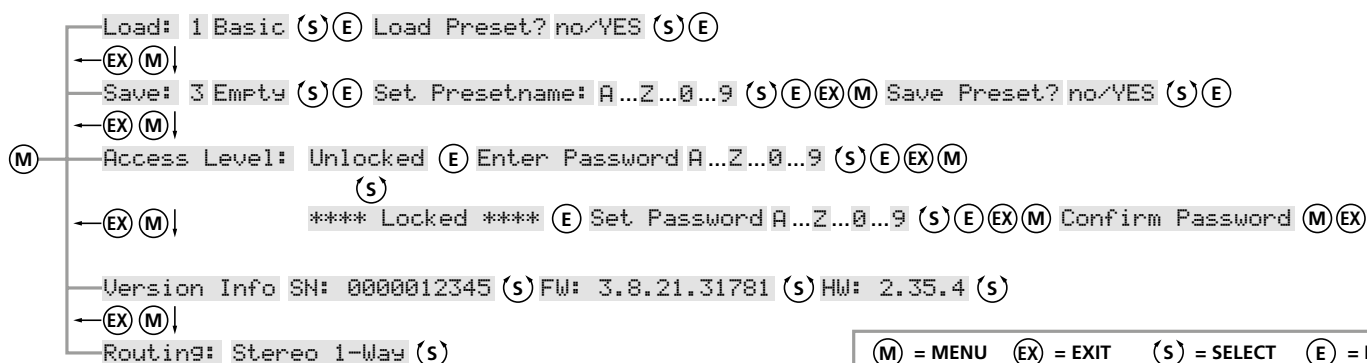 Load: 1 Basic (S) (E) Load Preset? no/YES (S) (E)
(EX) (M)
Save: 3 Empty (S) (E) Set Presetname: A...Z...0...9 (S) (E) (EX) (M) Save Preset? no/YES (S) (E)
(EX) (M)
(M) Access Level: Unlocked (E) Enter Password A...Z...0...9 (S) (E) (EX) (M)
(S)
(EX) (M) **** Locked **** (E) Set Password A...Z...0...9 (S) (E) (EX) (M) Confirm Password (M) (EX)
Version Info SN: 0000012345 (S) FW: 3.8.21.31781 (S) HW: 2.35.4 (S)
(EX) (M)
Routing: Stereo 1-Way (S)
(M) = MENU (EX) = EXIT (S) = SELECT (E) =